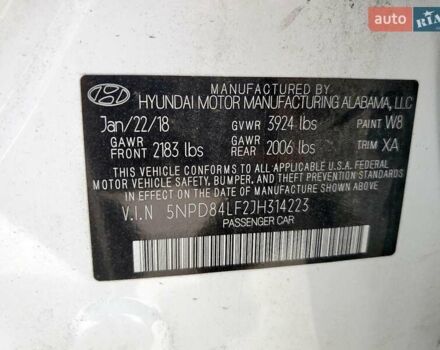 auto RIA.com
MANUFACTURED BY
HYUNDAI MOTOR MANUFACTURING ALABAMA, LLC
Jan/22/18 GVWR 3924 lbs PAINT W8
GAWR FRONT 2183 lbs GAWR REAR 2006 lbs TRIM XA
THIS VEHICLE CONFORMS TO ALL APPLICABLE U.S.A. FEDERAL
MOTOR VEHICLE SAFETY, BUMPER, AND THEFT PREVENTION STANDARDS
IN EFFECT ON THE DATE OF MANUFACTURE SHOWN ABOVE.
V.I.N 5NPD84LF2JH314223
PASSENGER CAR